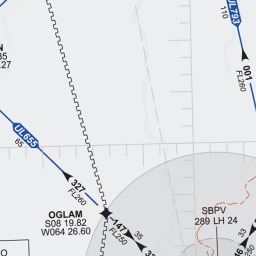 UL793
110
001
FL260
N
35
.27
UL655
65
327
FL260
OGLAM
S08 19.82
W064 26.60
147
FL250
35
SBPV
289 LH 24
33
O